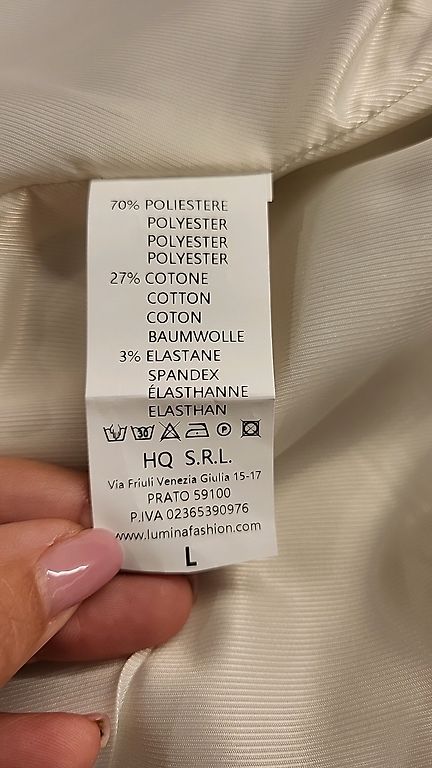 70% POLIESTERE
POLYESTER
POLYESTER
POLYESTER
27% COTONE
COTTON
COTON
BAUMWOLLE
3% ELASTANE
SPANDEX
ÉLASTHANNE
ELASTHAN
30 P
HQ S.R.L.
Via Friuli Venezia Giulia 15-17
PRATO 59100
P.IVA 02365390976
www.luminafashion.com
L